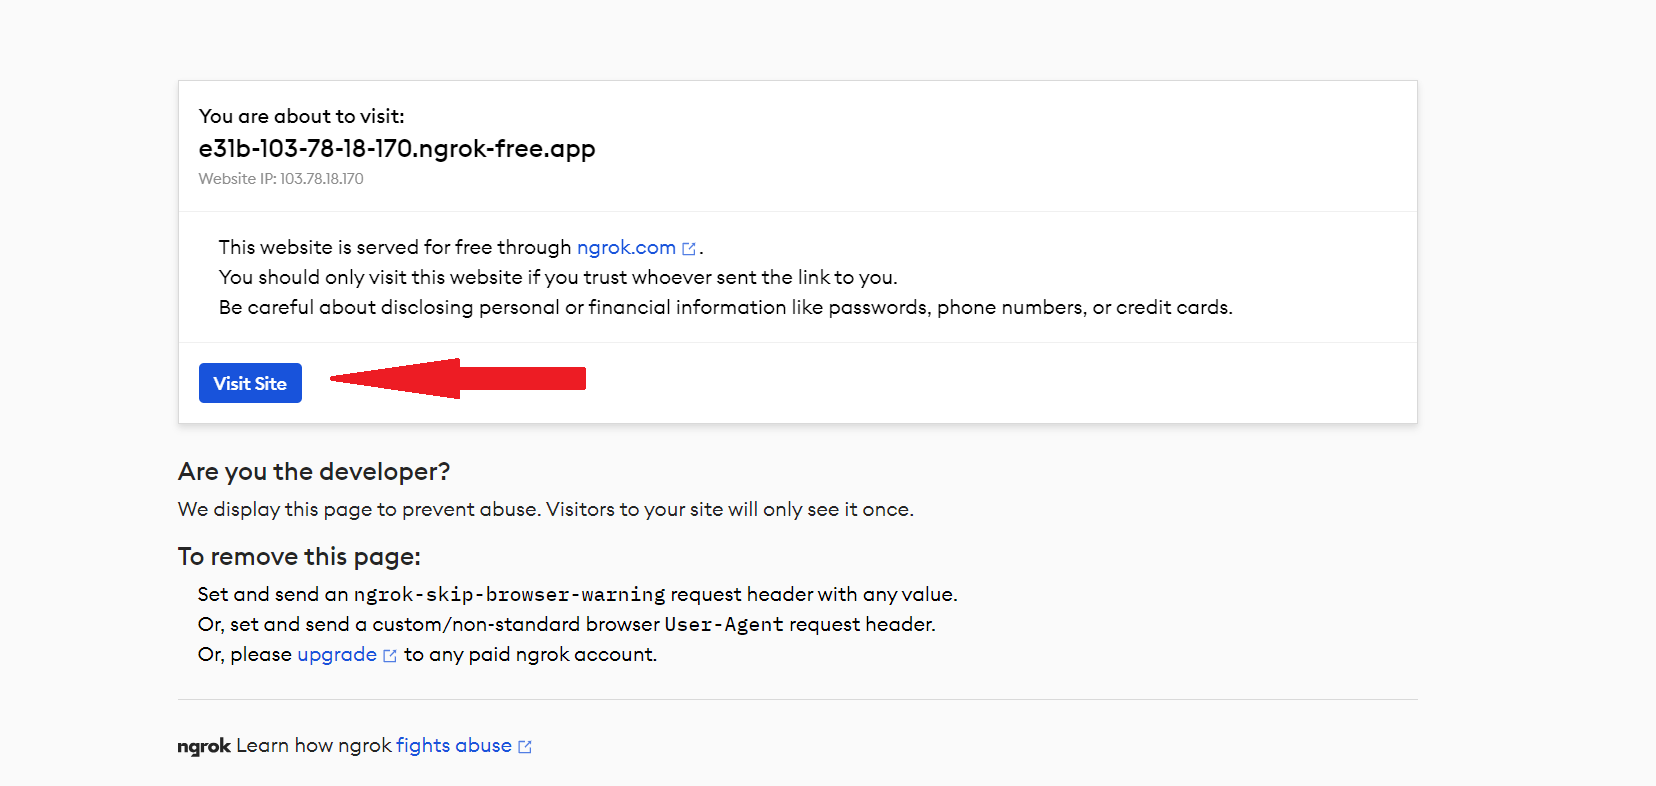 You are about to visit:
e31b-103-78-18-170.ngrok-free.app
Website IP: 103.78.18.170
This website is served for free through ngrok.com.
You should only visit this website if you trust whoever sent the link to you.
Be careful about disclosing personal or financial information like passwords, phone numbers, or credit cards.
Visit Site
Are you the developer?
We display this page to prevent abuse. Visitors to your site will only see it once.
To remove this page:
Set and send an ngrok-skip-browser-warning request header with any value.
Or, set and send a custom/non-standard browser User-Agent request header.
Or, please upgrade to any paid ngrok account.
ngrok Learn how ngrok fights abuse